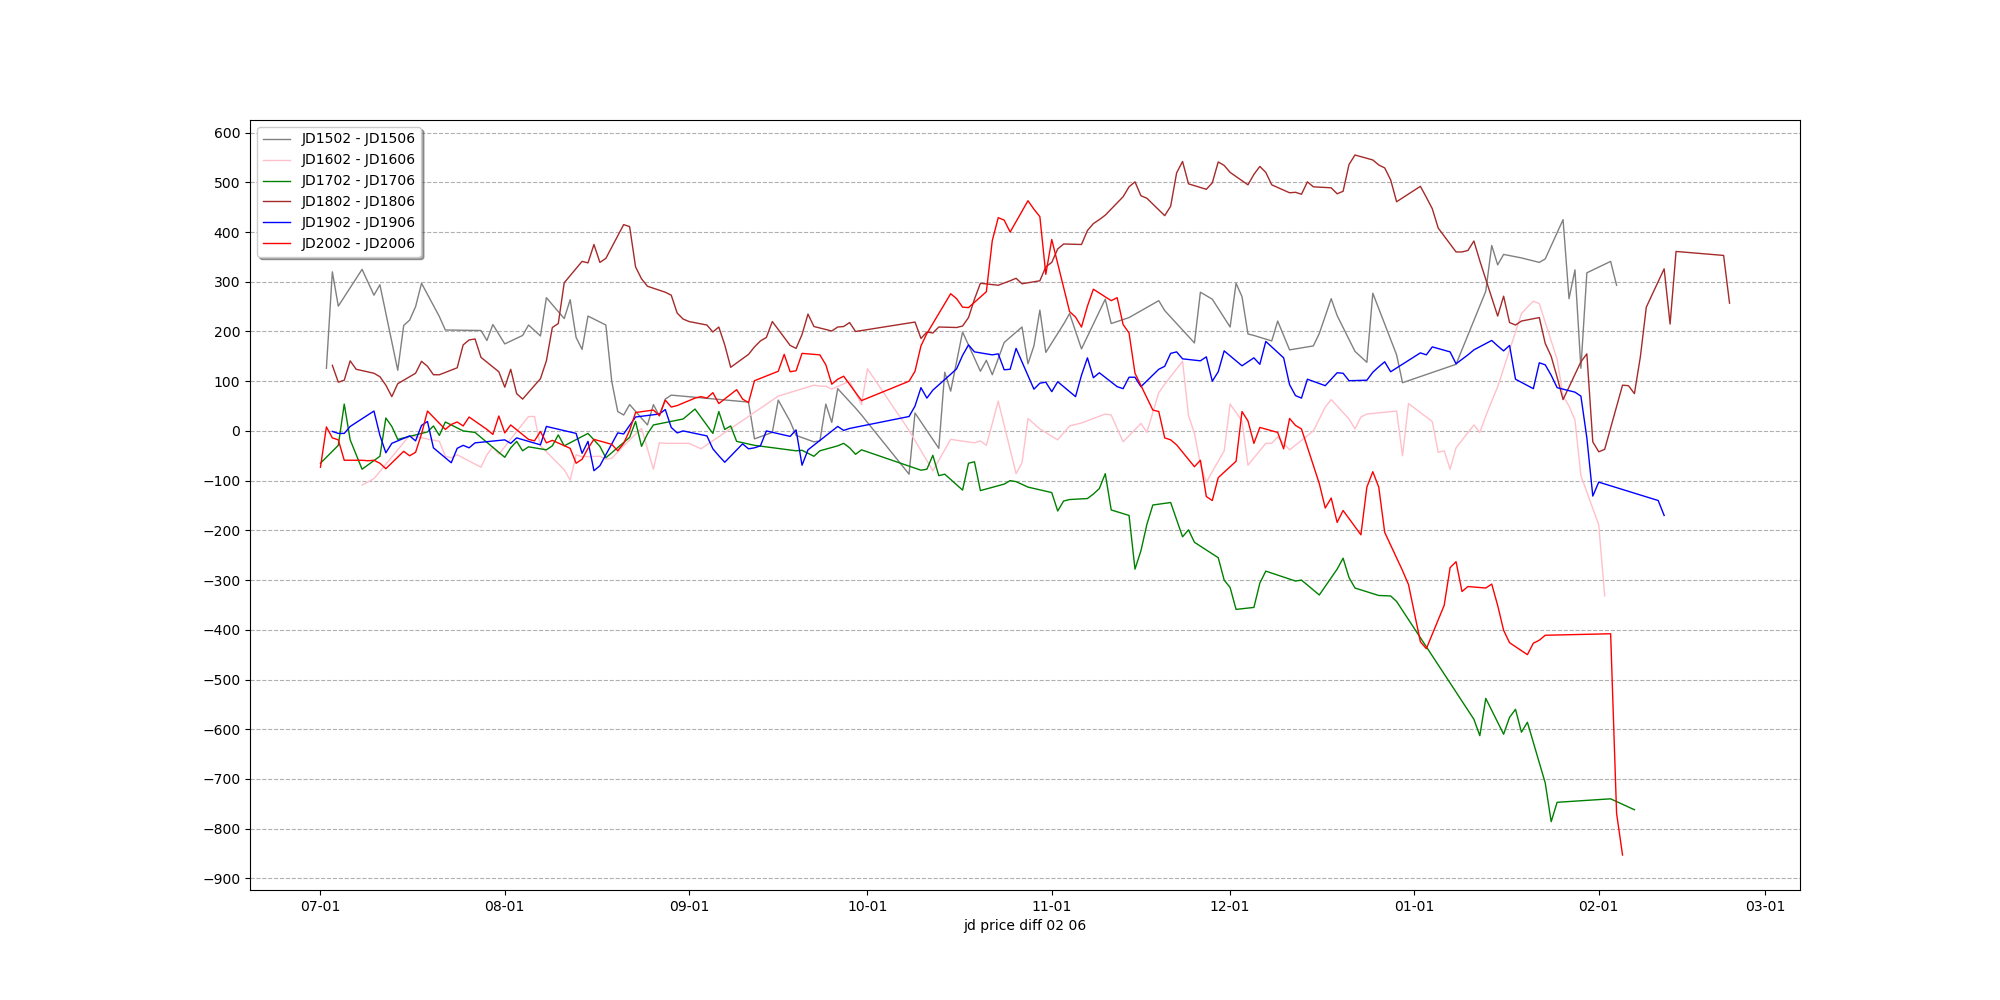 JD1502 - JD1506
JD1602 - JD1606
JD1702 - JD1706
JD1802 - JD1806
JD1902 - JD1906
JD2002 - JD2006
600
500
400
300
200
100
0
−100
−200
−300
−400
−500
−600
−700
−800
−900
07-01 08-01 09-01 10-01 11-01 12-01 01-01 02-01 03-01
jd price diff 02 06